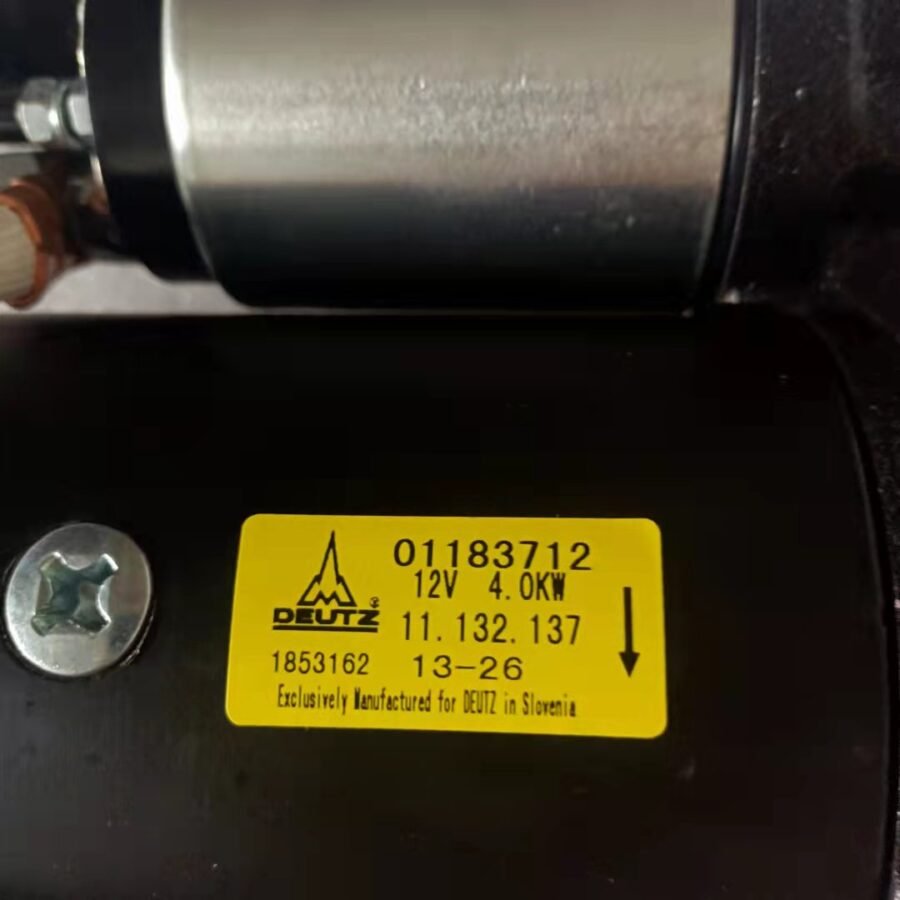 01183712
12V 4.0KW
DEUTZ®
11.132.137
1853162 13-26
Exclusively Manufactured for DEUTZ in Slovenia